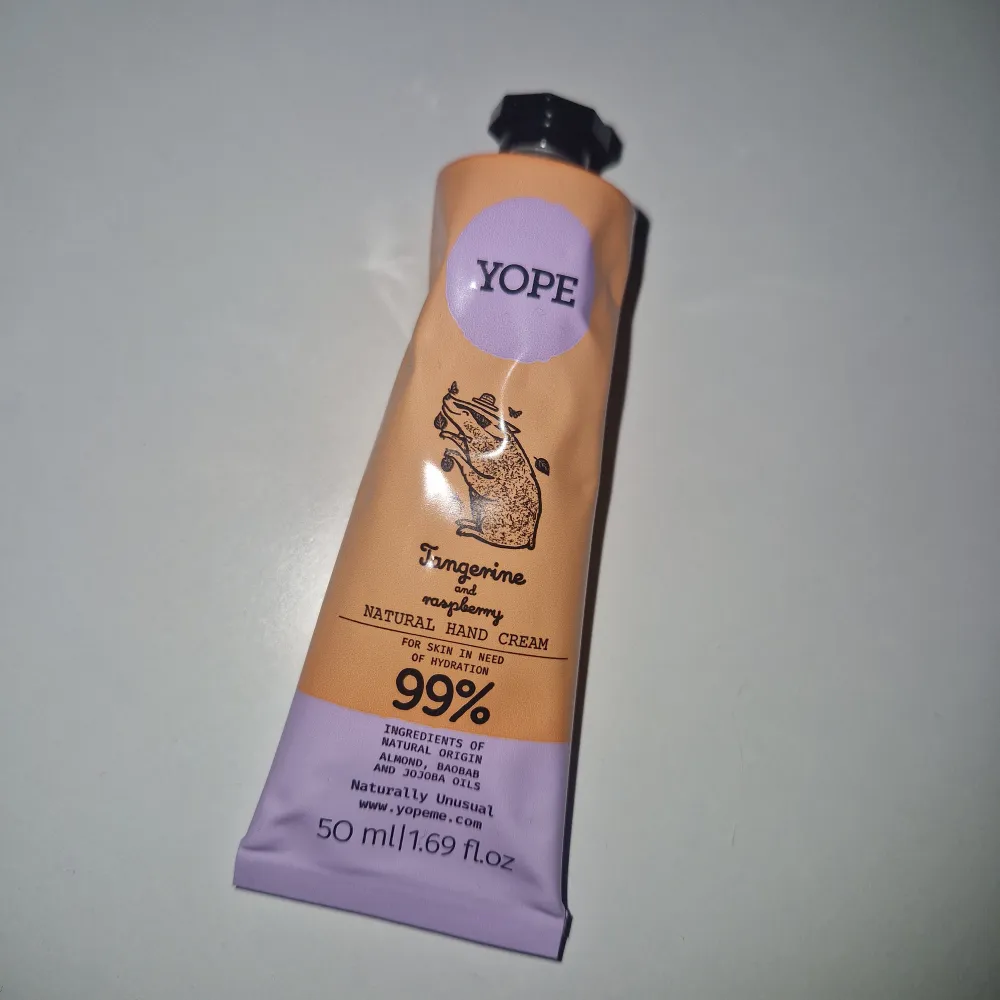 YOPE
Tangerine
and
raspberry
NATURAL HAND CREAM
FOR SKIN IN NEED
OF HYDRATION
99%
INGREDIENTS OF
NATURAL ORIGIN
ALMOND, BAOBAB
AND JOJOBA OILS
Naturally Unusual
www.yopeme.com
50 ml|1.69 fl.oz